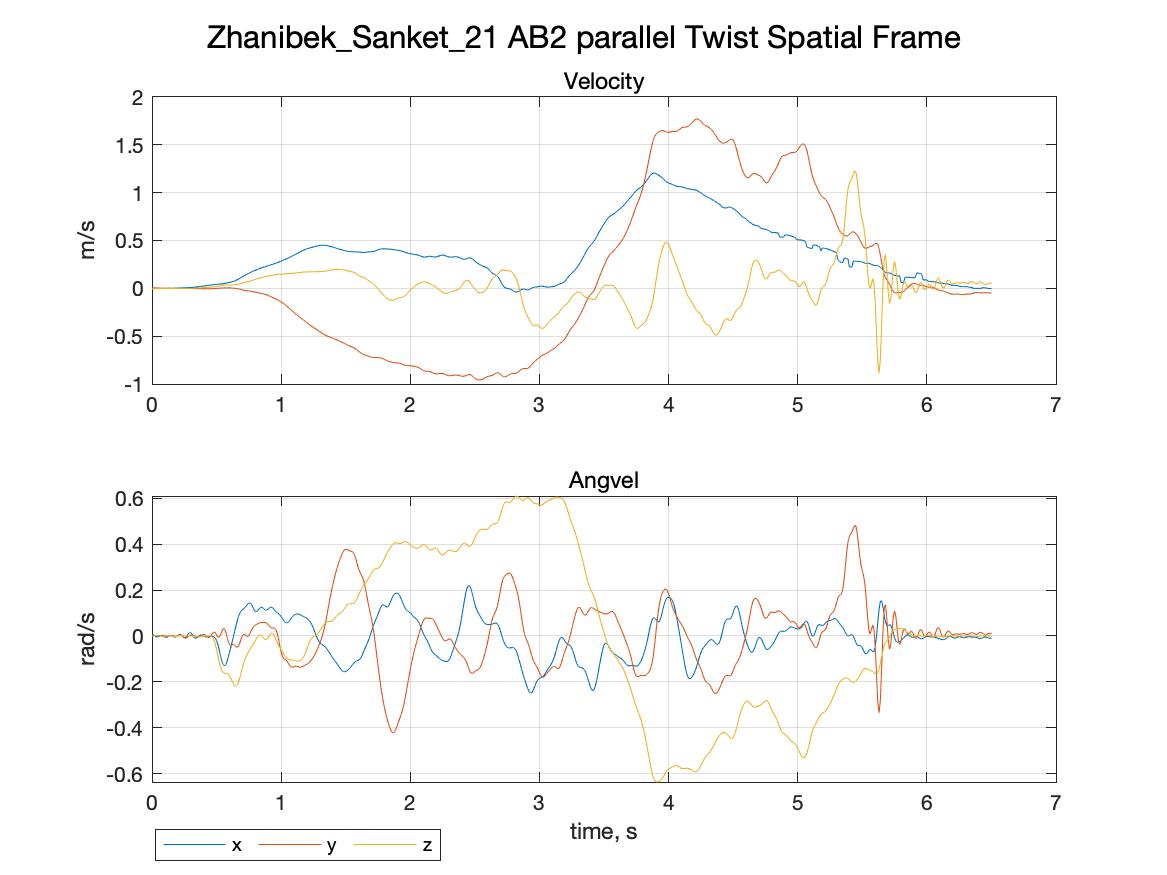 Zhanibek_Sanket_21 AB2 parallel Twist Spatial Frame
Velocity
2
1.5
1
0.5
0
-0.5
-1
m/s
0 1 2 3 4 5 6 7
Angvel
0.6
0.4
0.2
0
-0.2
-0.4
-0.6
rad/s
0 1 2 3 4 5 6 7
time, s
x y z